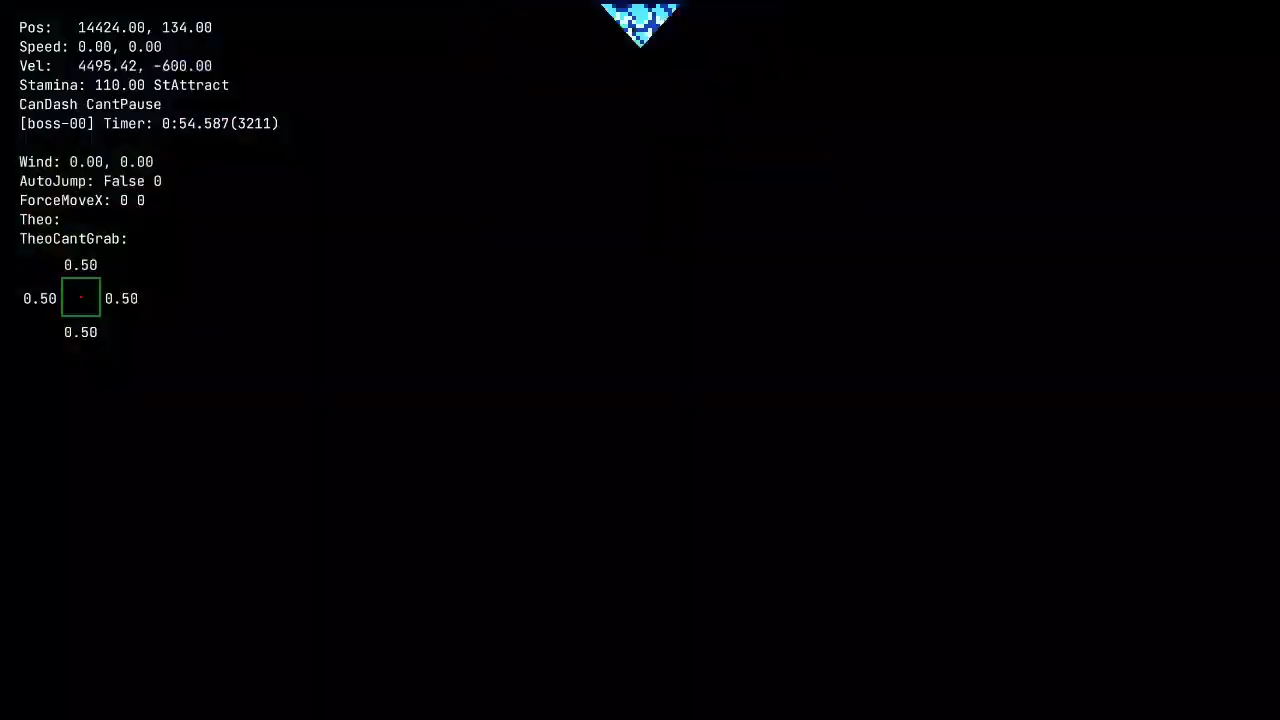 Pos:   14424.00, 134.00
Speed: 0.00, 0.00
Vel:   4495.42, -600.00
Stamina: 110.00 StAttract
CanDash CantPause
[boss-00] Timer: 0:54.587(3211)
Wind: 0.00, 0.00
AutoJump: False 0
ForceMoveX: 0 0
Theo:
TheoCantGrab:
0.50
0.50 0.50
0.50